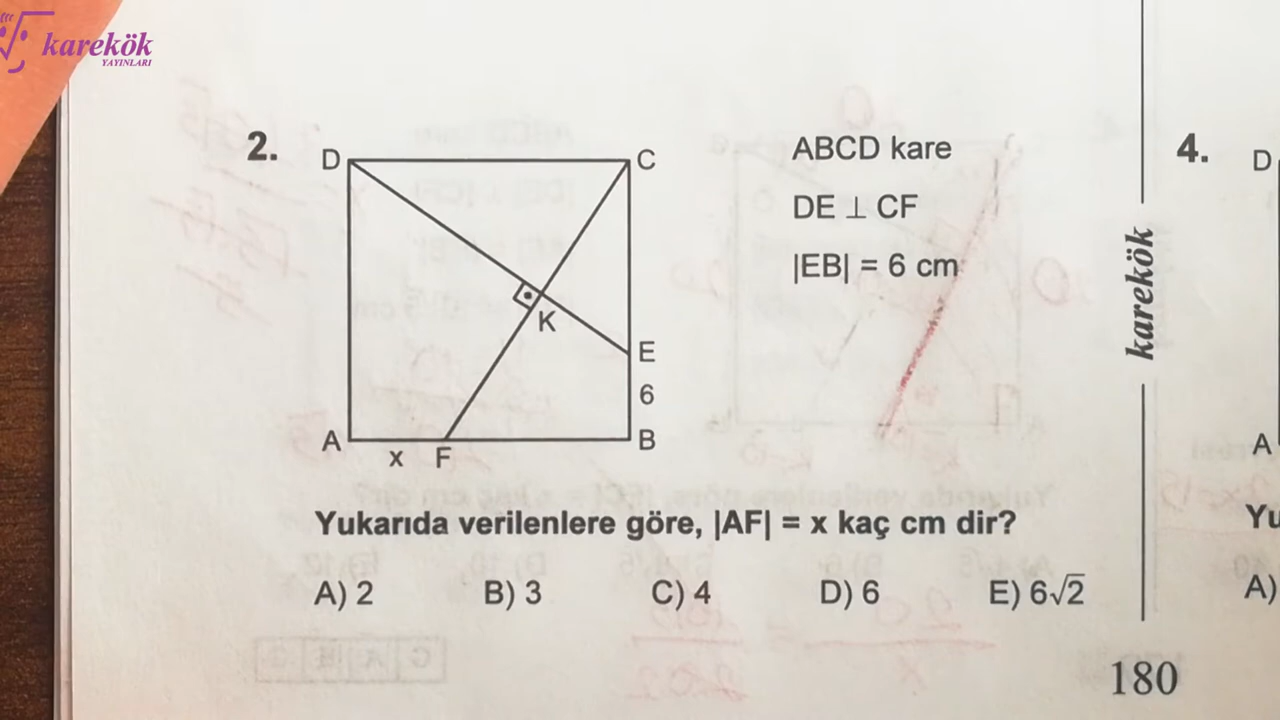 karekök
YAYINLARI
2.
D
C
K
E
6
A
x
F
B
ABCD kare
DE ⊥ CF
|EB| = 6 cm
Yukarıda verilenlere göre, |AF| = x kaç cm dir?
A) 2 B) 3 C) 4 D) 6 E) 6√2
karekök
180
4.
D
A
Yu
A)